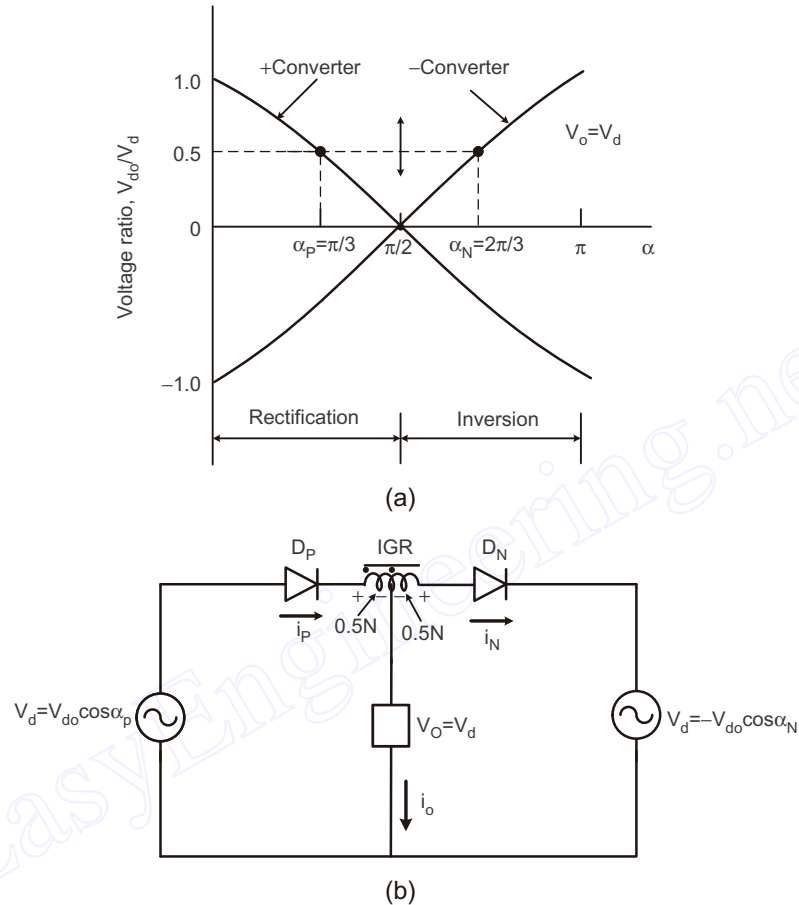 Voltage ratio, V_do/V_d
1.0
+Converter
−Converter
V_o=V_d
0.5
0
α_P=π/3
π/2
α_N=2π/3
π
α
−1.0
Rectification
Inversion
(a)
D_P
IGR
D_N
+ − − +
0.5N
0.5N
i_P
i_N
V_d=V_do cosα_p
V_O=V_d
V_d=−V_do cosα_N
i_o
(b)
EasyEngineering.ne